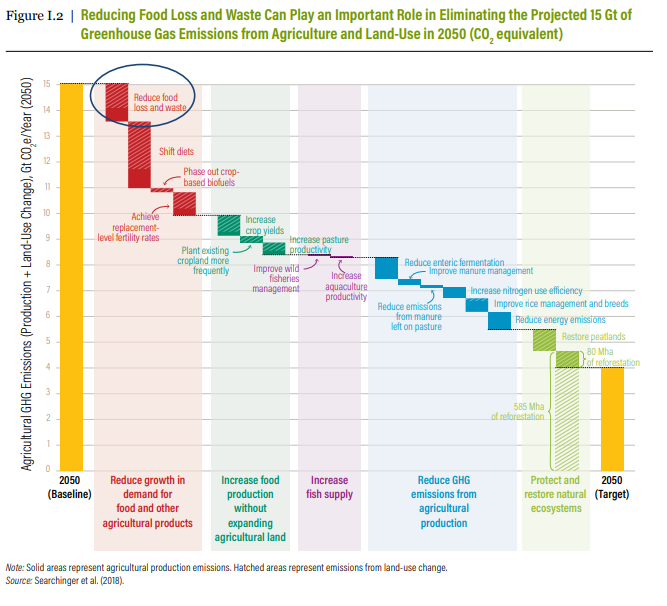 Figure I.2 | Reducing Food Loss and Waste Can Play an Important Role in Eliminating the Projected 15 Gt of
Greenhouse Gas Emissions from Agriculture and Land-Use in 2050 (CO2 equivalent)
Agricultural GHG Emissions (Production + Land-Use Change), Gt CO2e/Year (2050)
15
14
13
12
11
10
9
8
7
6
5
4
3
2
1
0
Reduce food
loss and waste
Shift diets
Phase out crop-
based biofuels
Achieve
replacement-
level fertility rates
Increase
crop yields
Plant existing
cropland more
frequently
Increase pasture
productivity
Improve wild
fisheries
management
Increase
aquaculture
productivity
Reduce enteric fermentation
Improve manure management
Reduce emissions
from manure
left on pasture
Increase nitrogen use efficiency
Improve rice management and breeds
Reduce energy emissions
Restore peatlands
80 Mha
of reforestation
585 Mha
of reforestation
2050
(Baseline)
Reduce growth in
demand for
food and other
agricultural products
Increase food
production
without
expanding
agricultural land
Increase
fish supply
Reduce GHG
emissions from
agricultural
production
Protect and
restore natural
ecosystems
2050
(Target)
Note: Solid areas represent agricultural production emissions. Hatched areas represent emissions from land-use change.
Source: Searchinger et al. (2018).